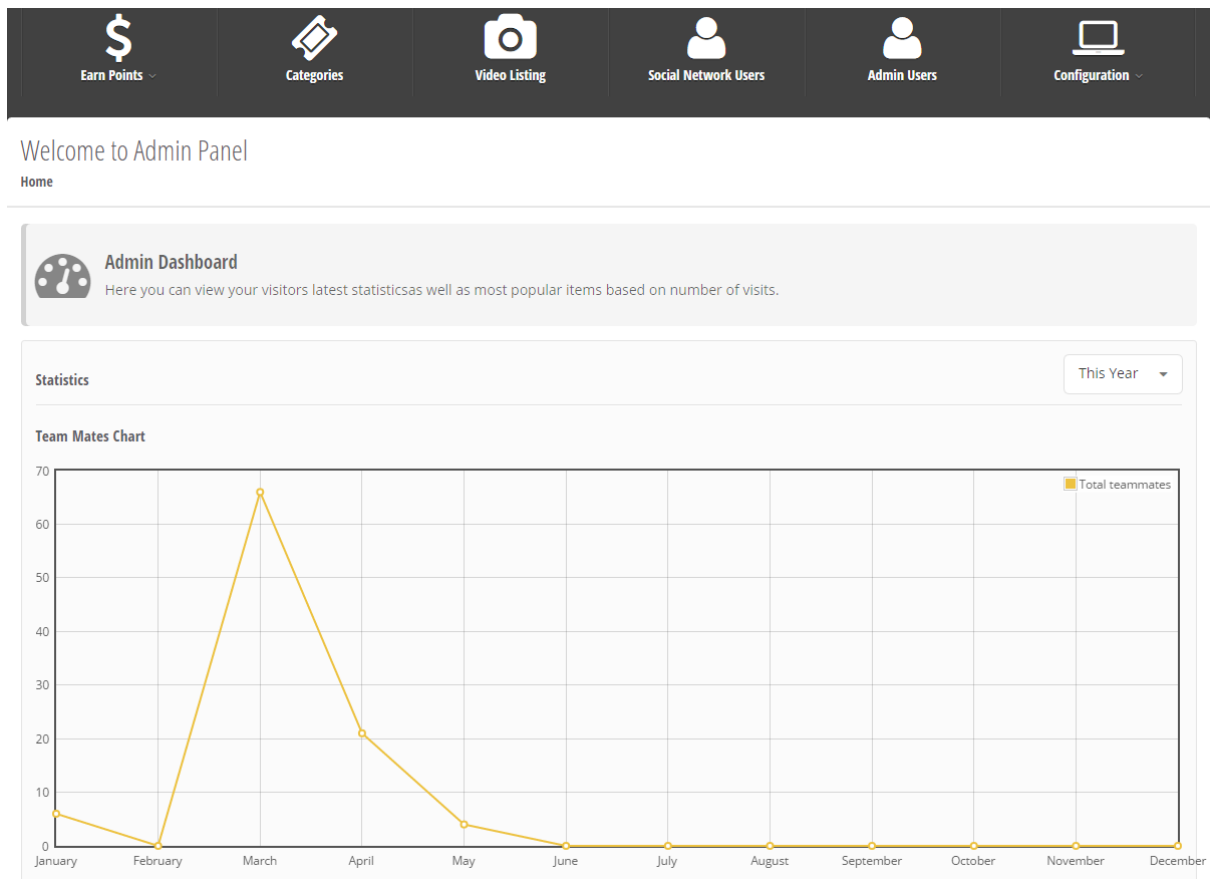 Earn Points
Categories
Video Listing
Social Network Users
Admin Users
Configuration
Welcome to Admin Panel
Home
Admin Dashboard
Here you can view your visitors latest statisticsas well as most popular items based on number of visits.
Statistics
This Year
Team Mates Chart
Total teammates
70
60
50
40
30
20
10
0
January February March April May June July August September October November December